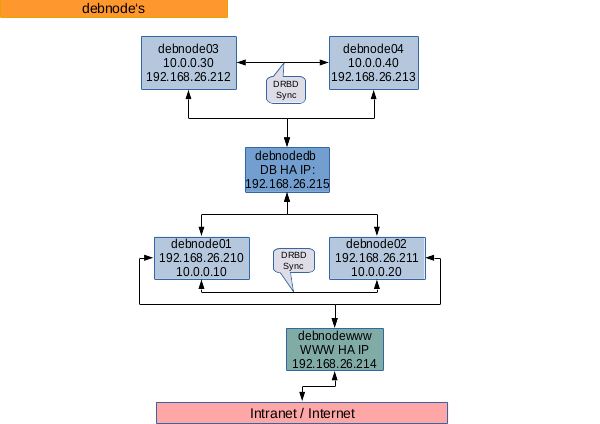 debnode's
debnode03
10.0.0.30
192.168.26.212
debnode04
10.0.0.40
192.168.26.213
DRBD
Sync
debnodedb
DB HA IP:
192.168.26.215
debnode01
192.168.26.210
10.0.0.10
DRBD
Sync
debnode02
192.168.26.211
10.0.0.20
debnodewww
WWW HA IP
192.168.26.214
Intranet / Internet